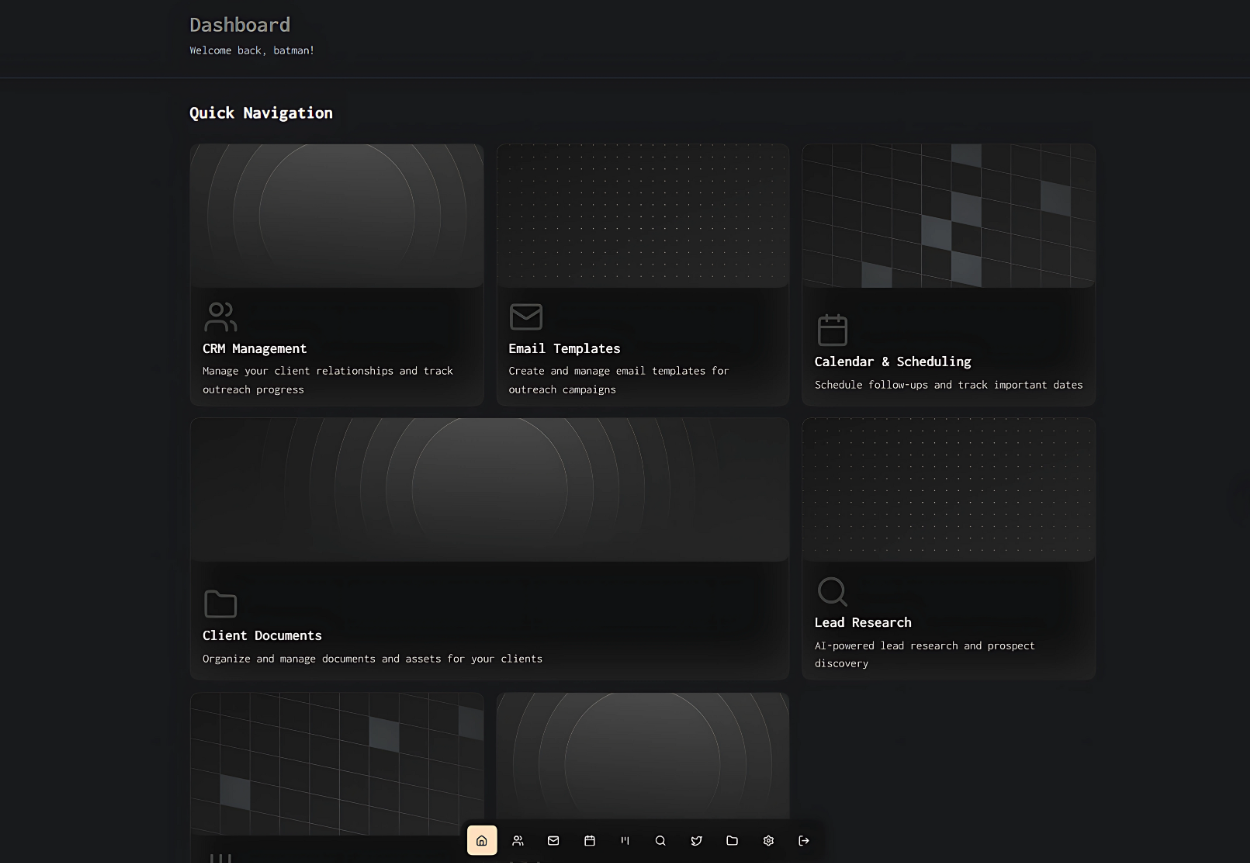 Dashboard
Welcome back, batman!
Quick Navigation
CRM Management
Manage your client relationships and track
outreach progress
Email Templates
Create and manage email templates for
outreach campaigns
Calendar & Scheduling
Schedule follow-ups and track important dates
Client Documents
Organize and manage documents and assets for your clients
Lead Research
AI-powered lead research and prospect
discovery